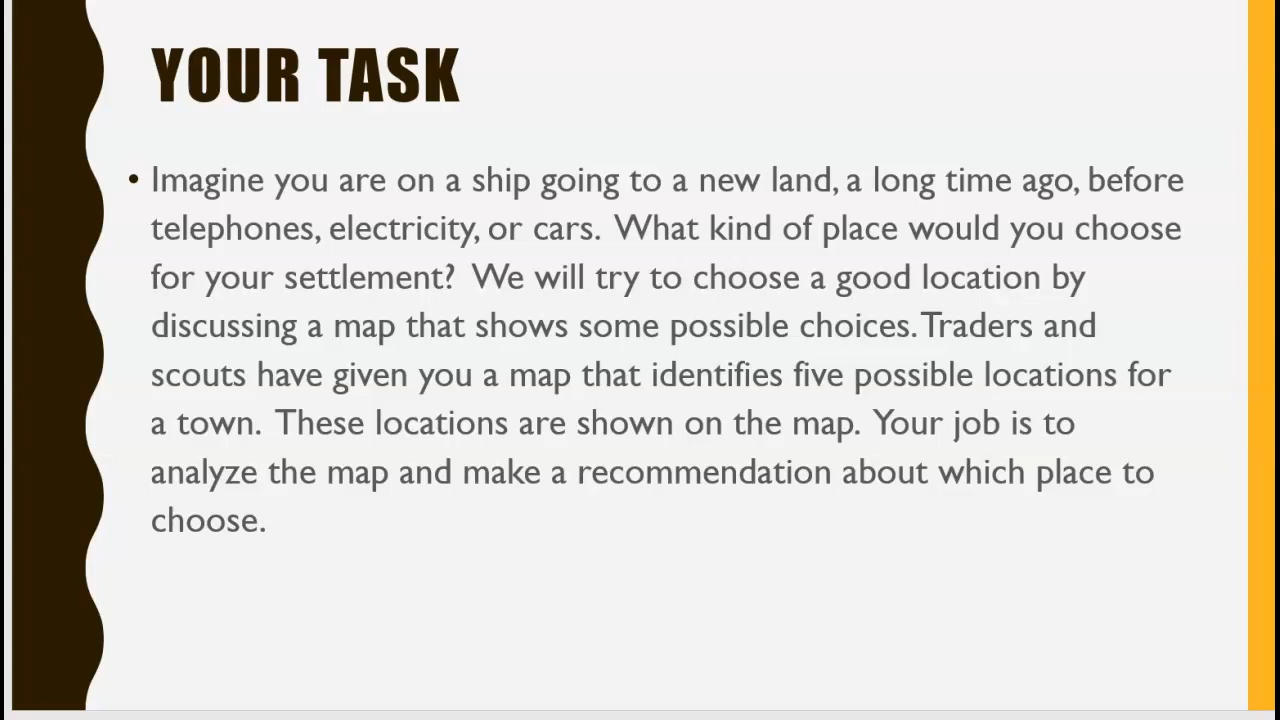 YOUR TASK
• Imagine you are on a ship going to a new land, a long time ago, before
telephones, electricity, or cars.  What kind of place would you choose
for your settlement?  We will try to choose a good location by
discussing a map that shows some possible choices. Traders and
scouts have given you a map that identifies five possible locations for
a town.  These locations are shown on the map.  Your job is to
analyze the map and make a recommendation about which place to
choose.